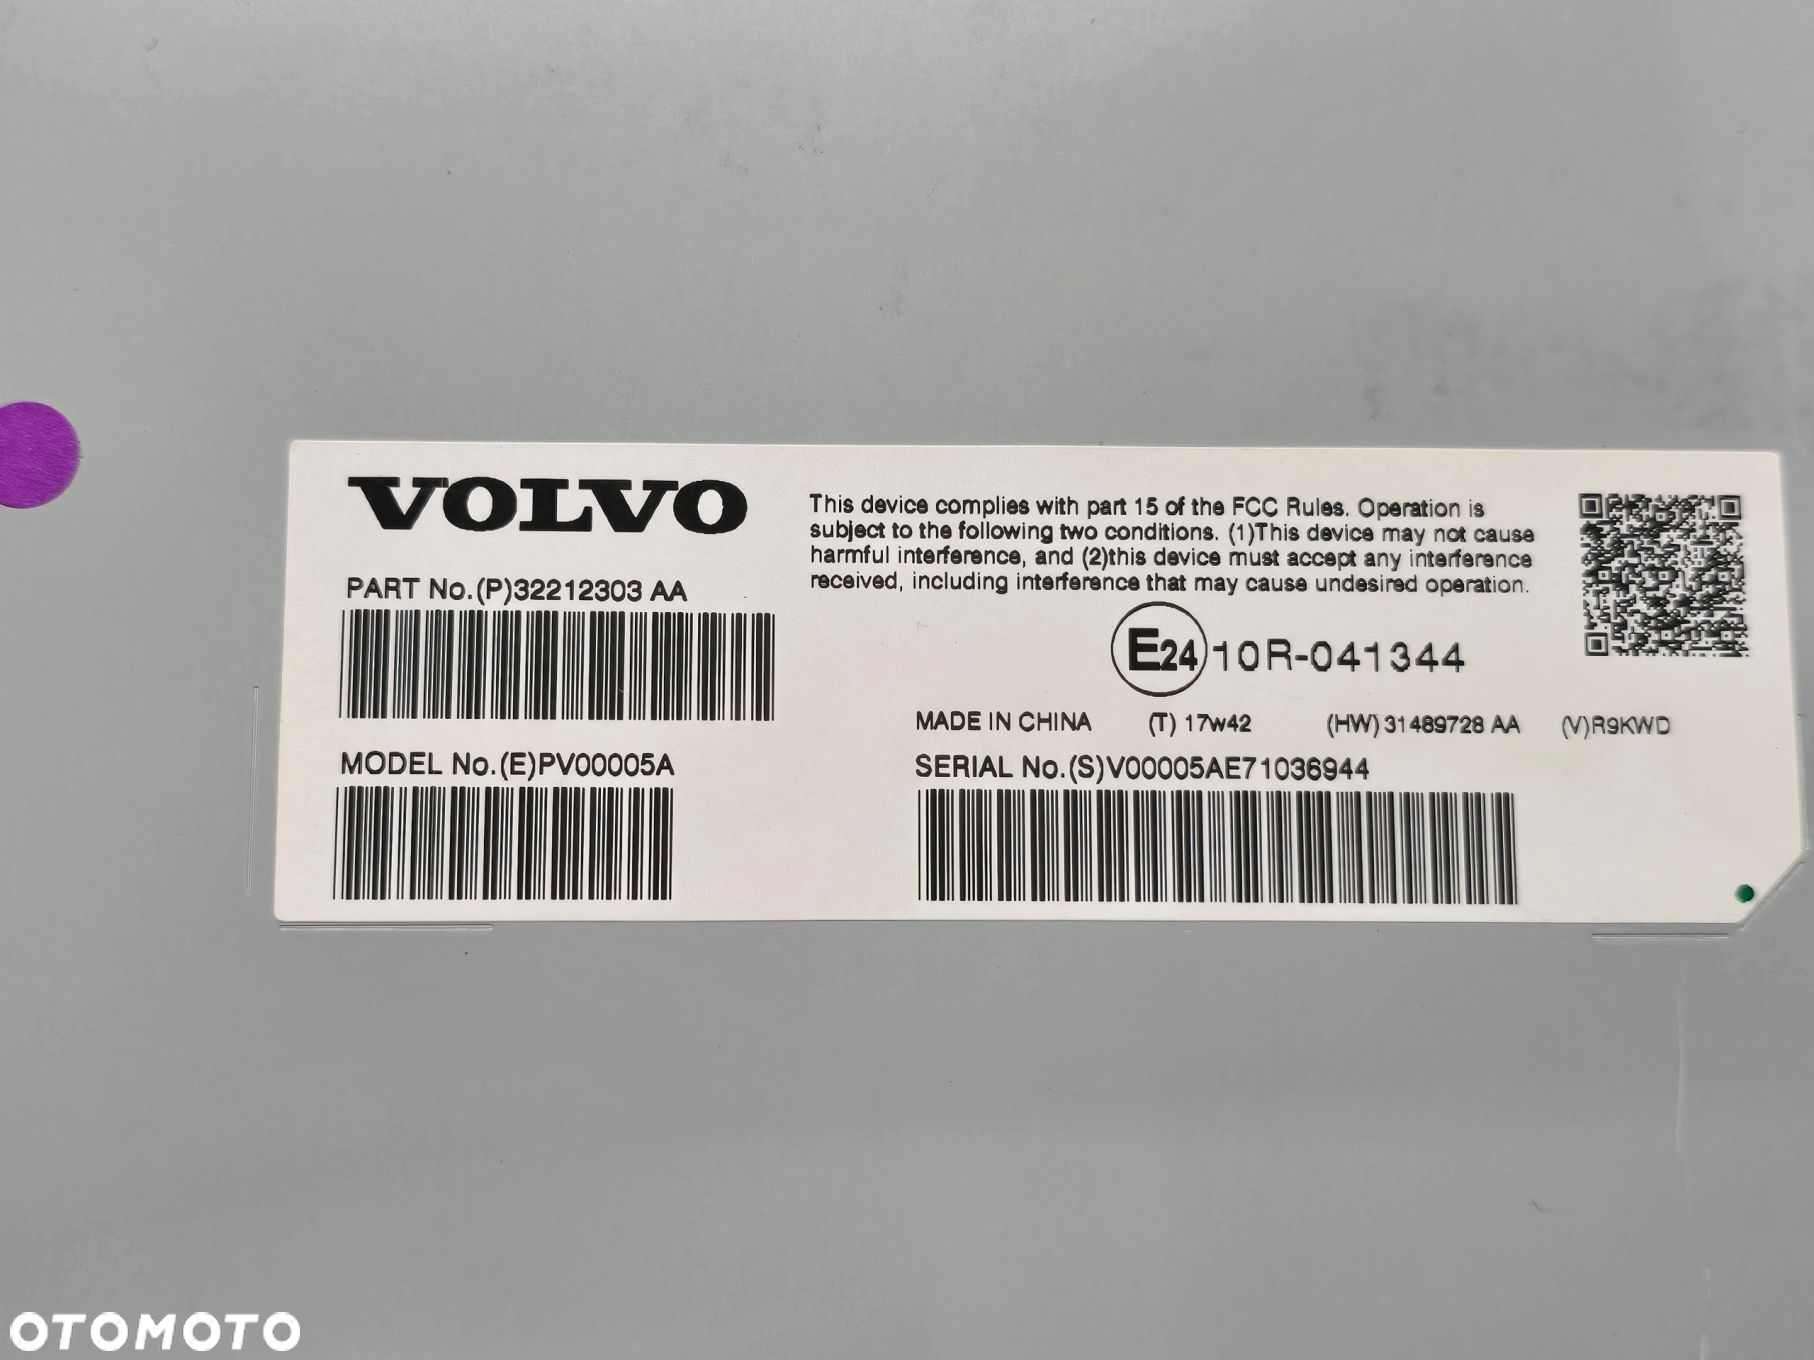 VOLVO
PART No.(P)32212303 AA
MODEL No.(E)PV00005A
This device complies with part 15 of the FCC Rules. Operation is
subject to the following two conditions. (1)This device may not cause
harmful interference, and (2)this device must accept any interference
received, including interference that may cause undesired operation.
E24 10R-041344
MADE IN CHINA (T) 17w42 (HW) 31489728 AA (V)R9KWD
SERIAL No.(S)V00005AE71036944
OTOMOTO